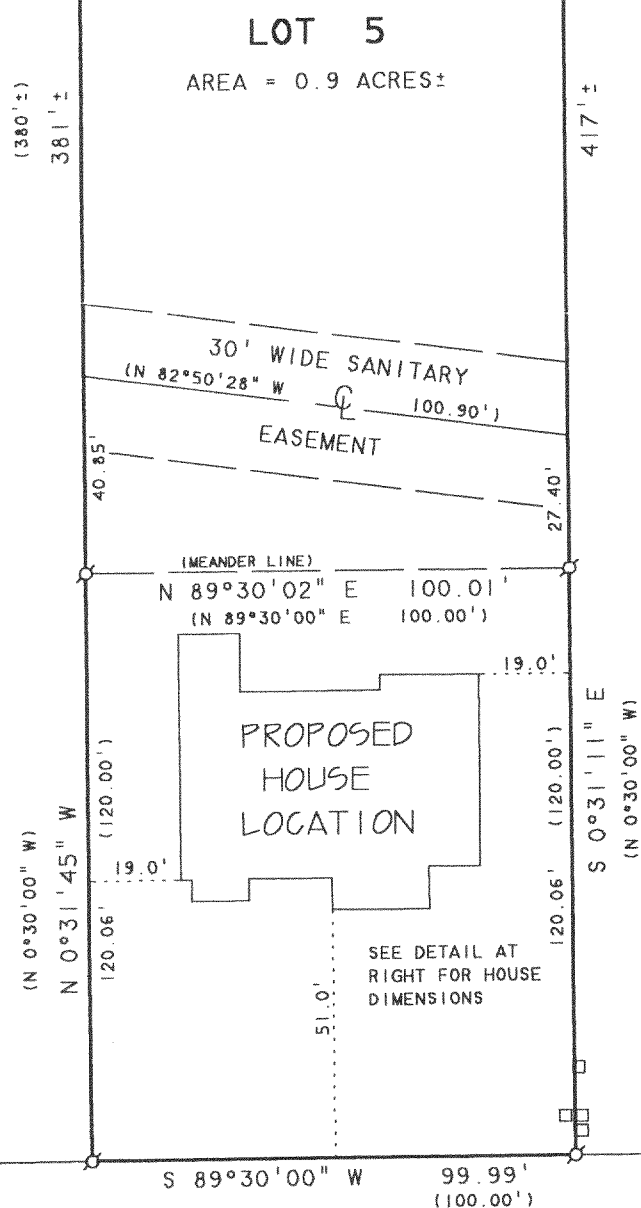 LOT 5
AREA = 0.9 ACRES±
(380'±)
381'±
417'±
30' WIDE SANITARY
(N 82°50'28" W 100.90')
CL
EASEMENT
40.85'
27.40'
(MEANDER LINE)
N 89°30'02" E 100.01'
(N 89°30'00" E 100.00')
19.0'
PROPOSED
HOUSE
LOCATION
(N 0°30'00" W)
N 0°31'45" W
120.06' (120.00')
19.0'
120.06' (120.00')
S 0°31'11" E
(N 0°30'00" W)
SEE DETAIL AT
RIGHT FOR HOUSE
DIMENSIONS
51.0'
S 89°30'00" W 99.99'
(100.00')